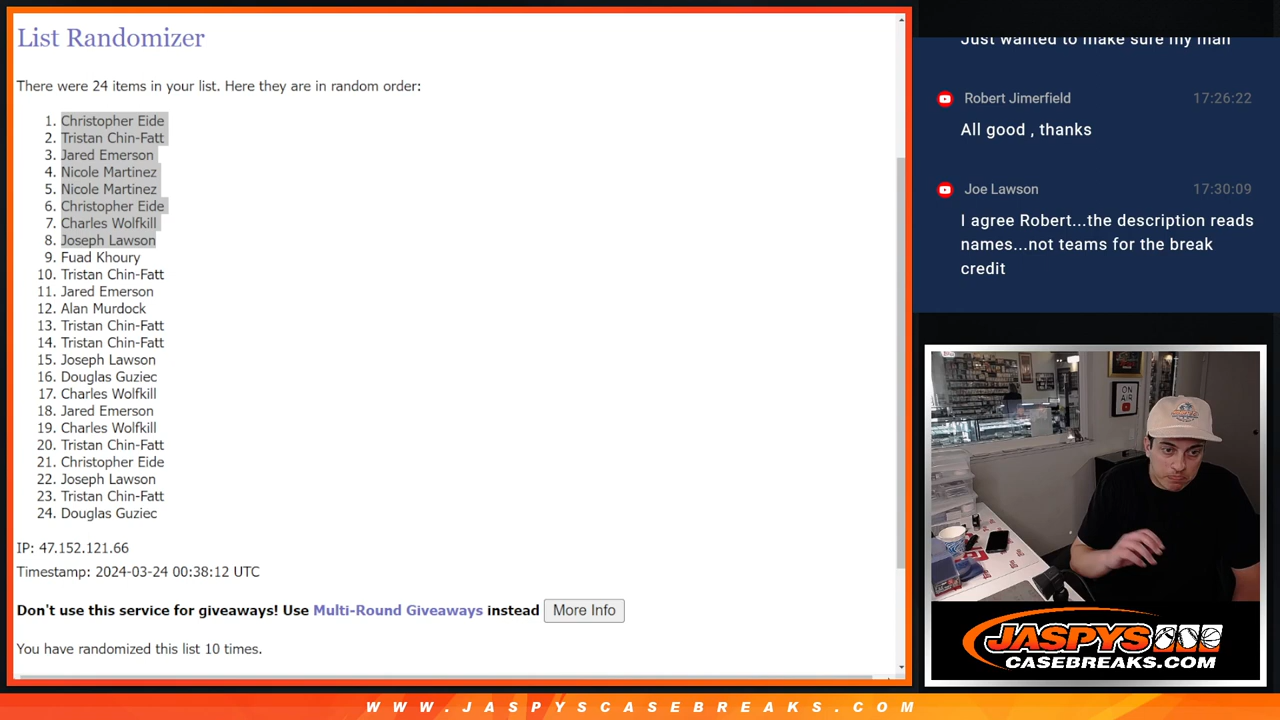 List Randomizer
There were 24 items in your list. Here they are in random order:
1. Christopher Eide
2. Tristan Chin-Fatt
3. Jared Emerson
4. Nicole Martinez
5. Nicole Martinez
6. Christopher Eide
7. Charles Wolfkill
8. Joseph Lawson
9. Fuad Khoury
10. Tristan Chin-Fatt
11. Jared Emerson
12. Alan Murdock
13. Tristan Chin-Fatt
14. Tristan Chin-Fatt
15. Joseph Lawson
16. Douglas Guziec
17. Charles Wolfkill
18. Jared Emerson
19. Charles Wolfkill
20. Tristan Chin-Fatt
21. Christopher Eide
22. Joseph Lawson
23. Tristan Chin-Fatt
24. Douglas Guziec
IP: 47.152.121.66
Timestamp: 2024-03-24 00:38:12 UTC
Don't use this service for giveaways! Use Multi-Round Giveaways instead More Info
You have randomized this list 10 times.
Just wanted to make sure my man
Robert Jimerfield 17:26:22
All good , thanks
Joe Lawson 17:30:09
I agree Robert...the description reads
names...not teams for the break
credit
ON
AIR
JASPYS
CASEBREAKS.COM
WWW.JASPYSCASEBREAKS.COM